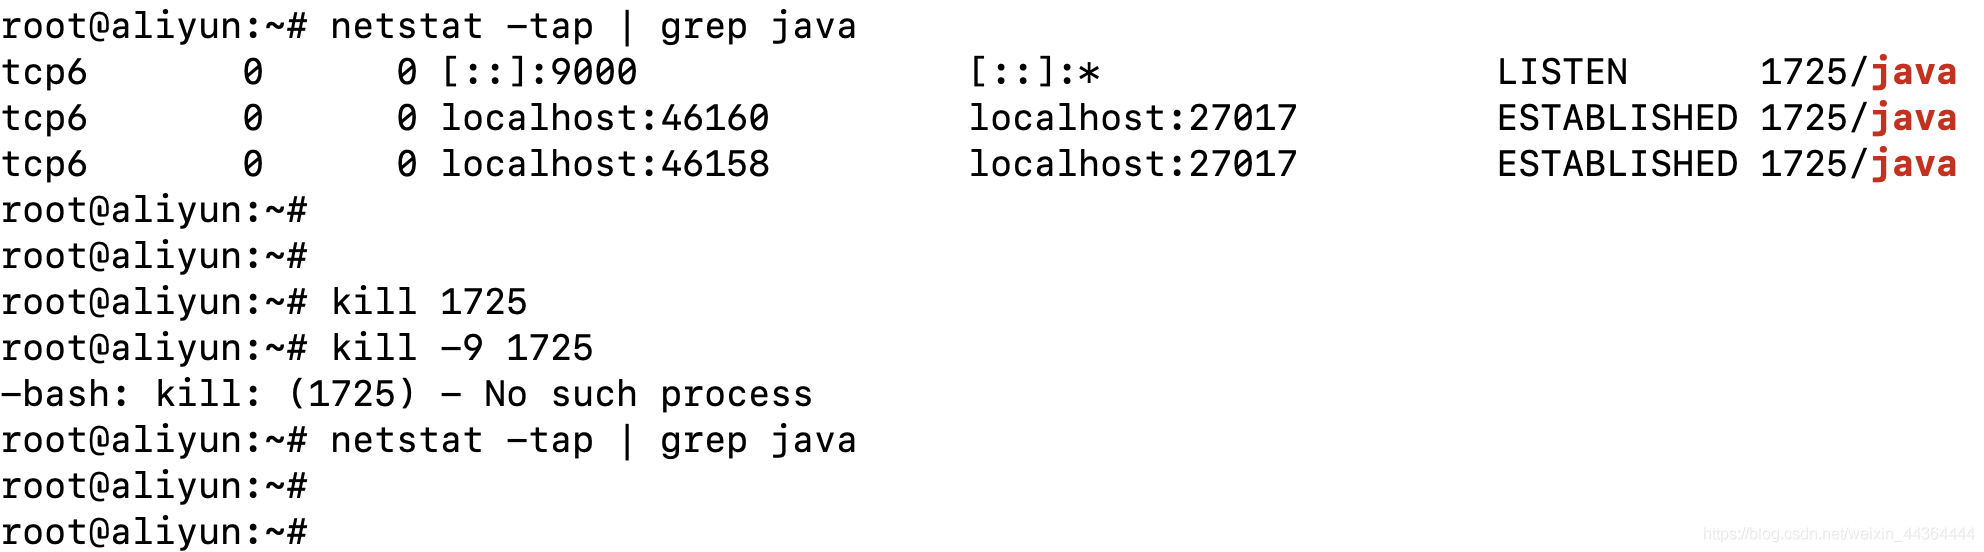 root@aliyun:~# netstat -tap | grep java
tcp6       0      0 [::]:9000               [::]:*                  LISTEN      1725/java
tcp6       0      0 localhost:46160         localhost:27017         ESTABLISHED 1725/java
tcp6       0      0 localhost:46158         localhost:27017         ESTABLISHED 1725/java
root@aliyun:~#
root@aliyun:~#
root@aliyun:~# kill 1725
root@aliyun:~# kill -9 1725
-bash: kill: (1725) - No such process
root@aliyun:~# netstat -tap | grep java
root@aliyun:~#
root@aliyun:~#
https://blog.csdn.net/weixin_44364444